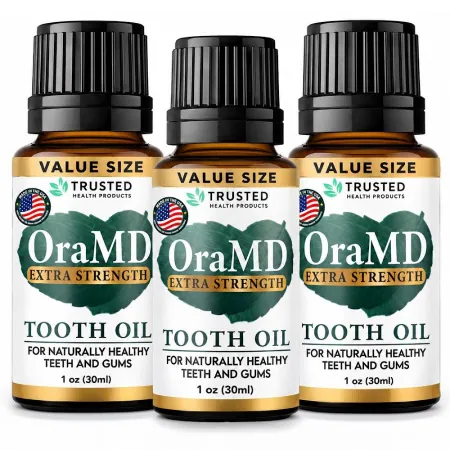 VALUE SIZE
TRUSTED
HEALTH PRODUCTS
OraMD
EXTRA STRENGTH
TOOTH OIL
FOR NATURALLY HEALTHY
TEETH AND GUMS
1 oz (30ml)
VALUE SIZE
TRUSTED
HEALTH PRODUCTS
OraMD
EXTRA STRENGTH
TOOTH OIL
FOR NATURALLY HEALTHY
TEETH AND GUMS
1 oz (30ml)
VALUE SIZE
TRUSTED
HEALTH PRODUCTS
OraMD
EXTRA STRENGTH
TOOTH OIL
FOR NATURALLY HEALTHY
TEETH AND GUMS
1 oz (30ml)